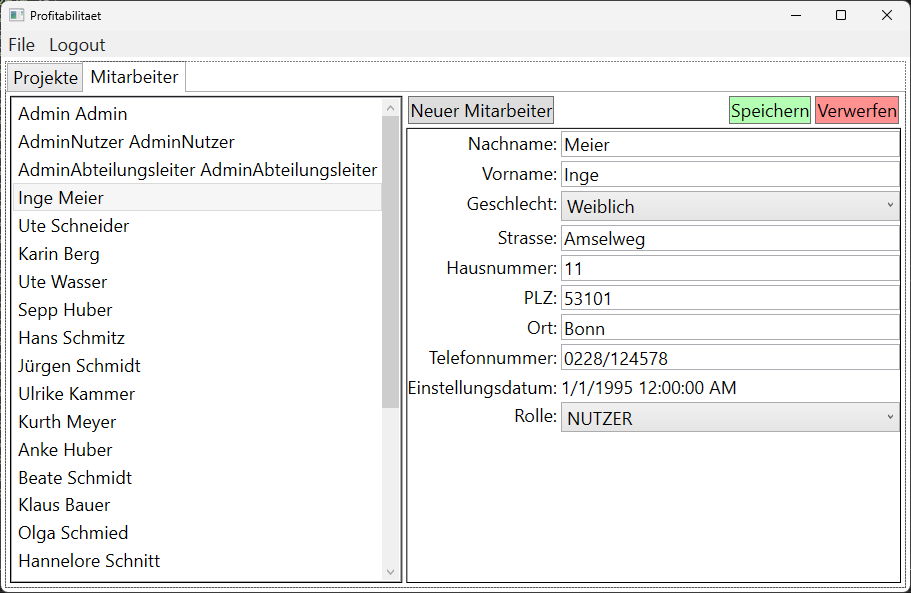 Profitabilitaet
File Logout
Projekte Mitarbeiter
Admin Admin
AdminNutzer AdminNutzer
AdminAbteilungsleiter AdminAbteilungsleiter
Inge Meier
Ute Schneider
Karin Berg
Ute Wasser
Sepp Huber
Hans Schmitz
Jürgen Schmidt
Ulrike Kammer
Kurth Meyer
Anke Huber
Beate Schmidt
Klaus Bauer
Olga Schmied
Hannelore Schnitt
Neuer Mitarbeiter Speichern Verwerfen
Nachname: Meier
Vorname: Inge
Geschlecht: Weiblich
Strasse: Amselweg
Hausnummer: 11
PLZ: 53101
Ort: Bonn
Telefonnummer: 0228/124578
Einstellungsdatum: 1/1/1995 12:00:00 AM
Rolle: NUTZER